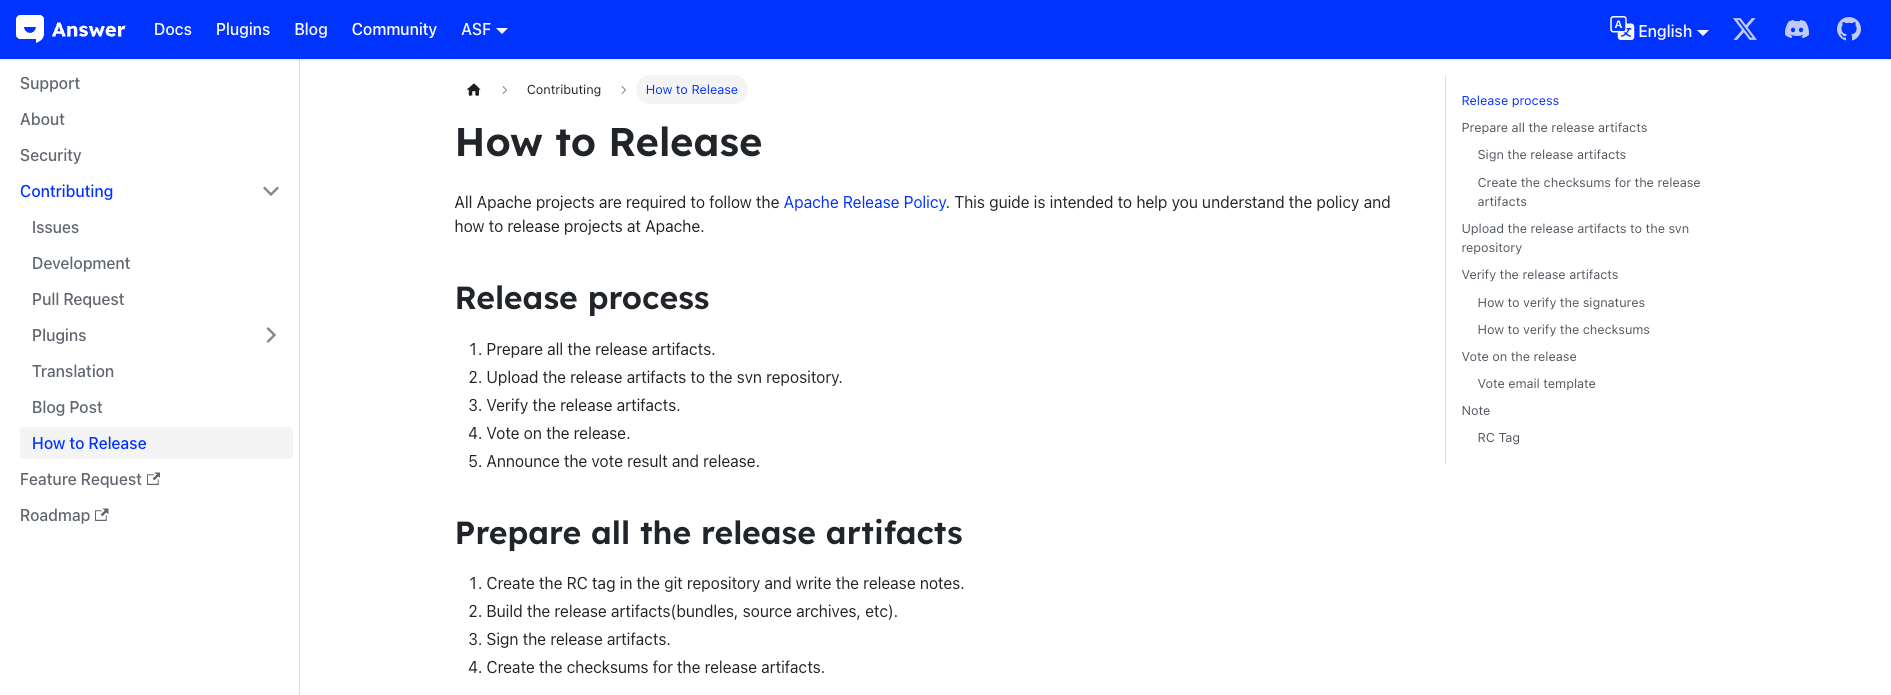 Answer
Docs
Plugins
Blog
Community
ASF
English
Support
About
Security
Contributing
Issues
Development
Pull Request
Plugins
Translation
Blog Post
How to Release
Feature Request
Roadmap
Contributing
How to Release
How to Release
All Apache projects are required to follow the Apache Release Policy. This guide is intended to help you understand the policy and
how to release projects at Apache.
Release process
1. Prepare all the release artifacts.
2. Upload the release artifacts to the svn repository.
3. Verify the release artifacts.
4. Vote on the release.
5. Announce the vote result and release.
Prepare all the release artifacts
1. Create the RC tag in the git repository and write the release notes.
2. Build the release artifacts(bundles, source archives, etc).
3. Sign the release artifacts.
4. Create the checksums for the release artifacts.
Release process
Prepare all the release artifacts
Sign the release artifacts
Create the checksums for the release
artifacts
Upload the release artifacts to the svn
repository
Verify the release artifacts
How to verify the signatures
How to verify the checksums
Vote on the release
Vote email template
Note
RC Tag